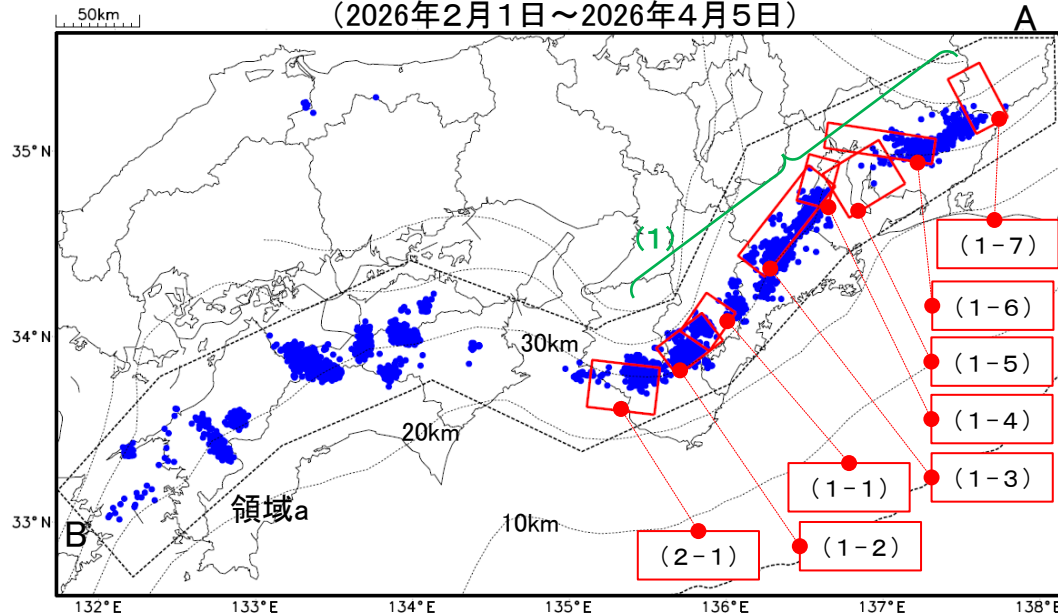 50km
（2026年2月1日～2026年4月5日）
A
35°N
（1）
（1－7）
（1－6）
34°N
30km
（1－5）
（1－4）
20km
（1－3）
（1－1）
33°N
領域a
10km
B
（2－1）
（1－2）
132°E
133°E
134°E
135°E
136°E
137°E
138°E